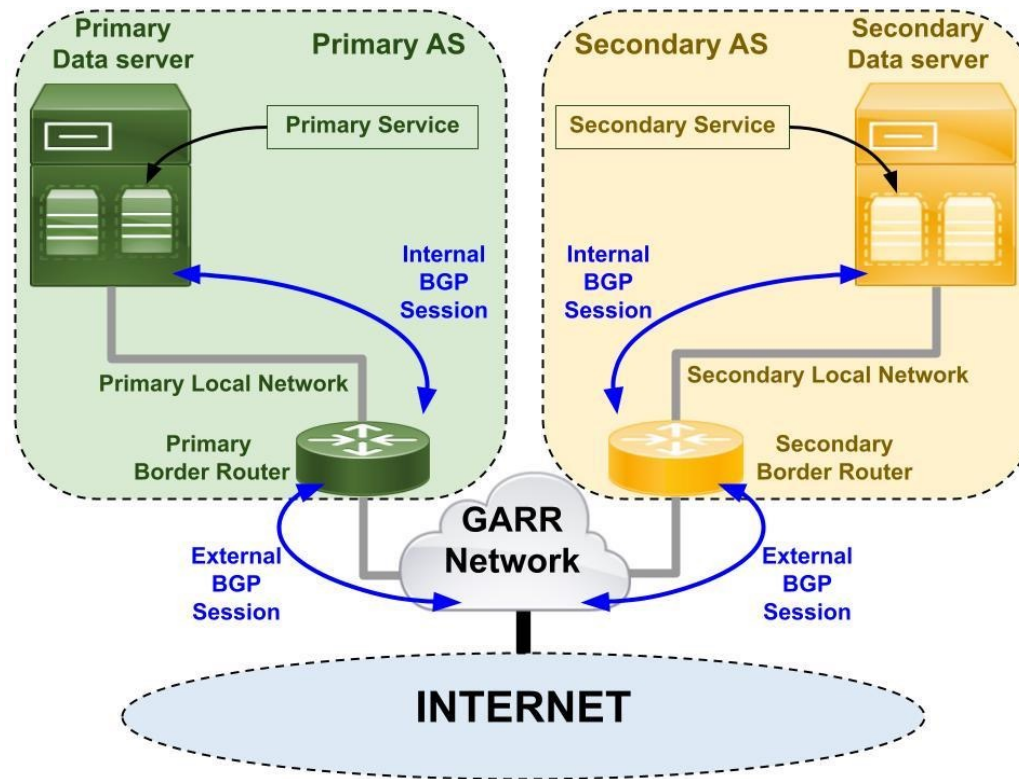 Primary
Data server
Primary AS
Secondary AS
Secondary
Data server
Primary Service
Secondary Service
Internal
BGP
Session
Internal
BGP
Session
Primary Local Network
Secondary Local Network
Primary
Border Router
Secondary
Border Router
GARR
Network
External
BGP
Session
External
BGP
Session
INTERNET